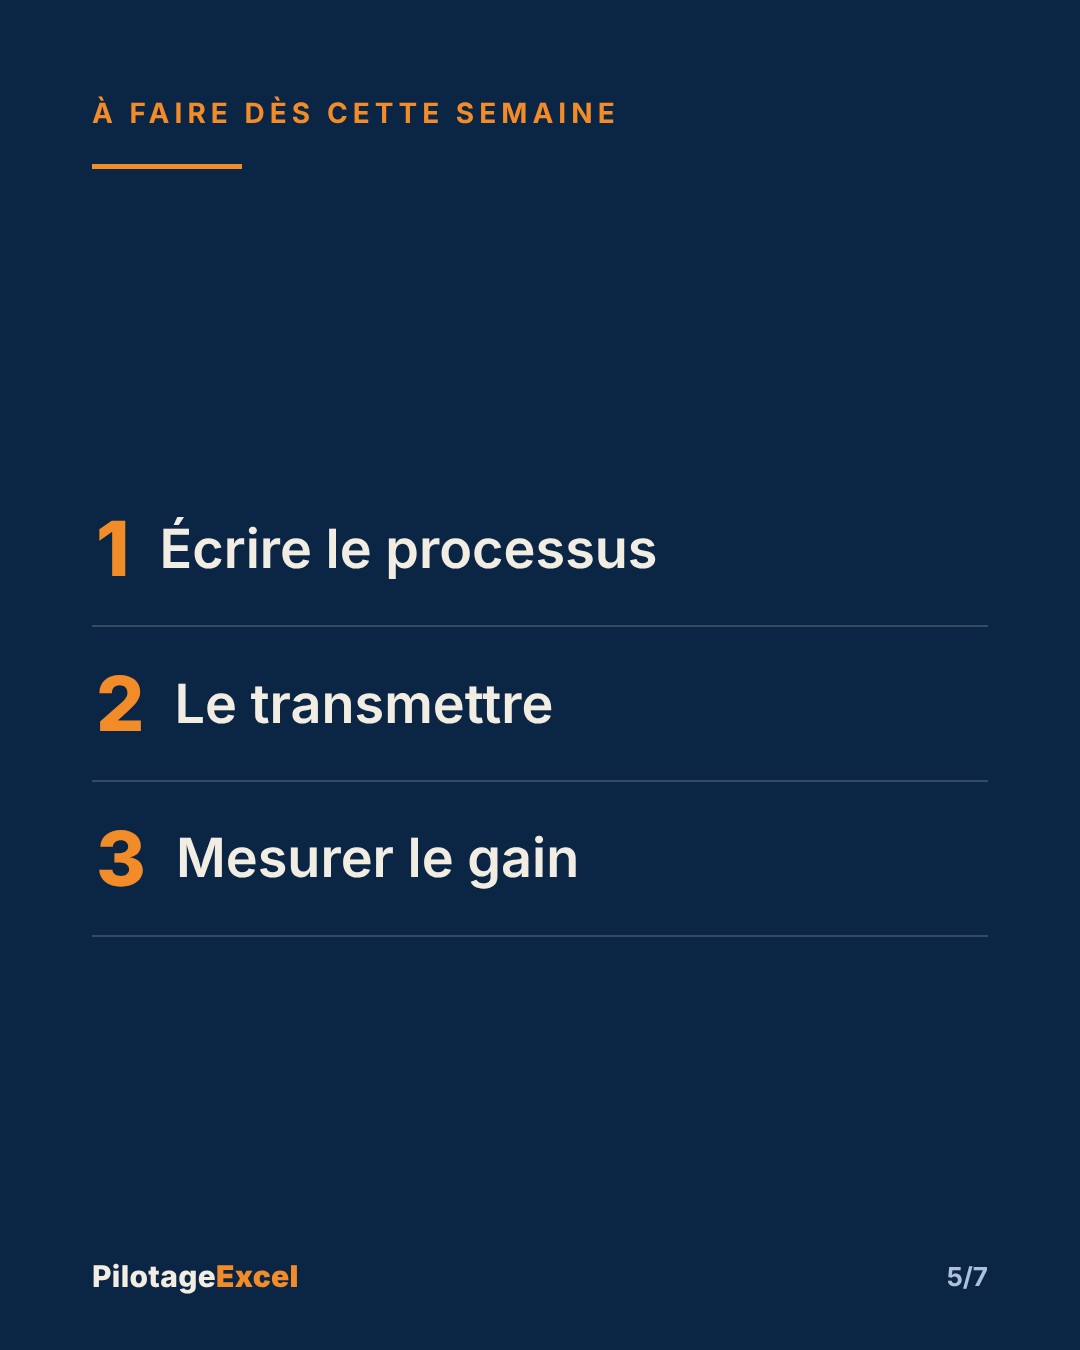 À FAIRE DÈS CETTE SEMAINE
1 Écrire le processus
2 Le transmettre
3 Mesurer le gain
PilotageExcel
5/7